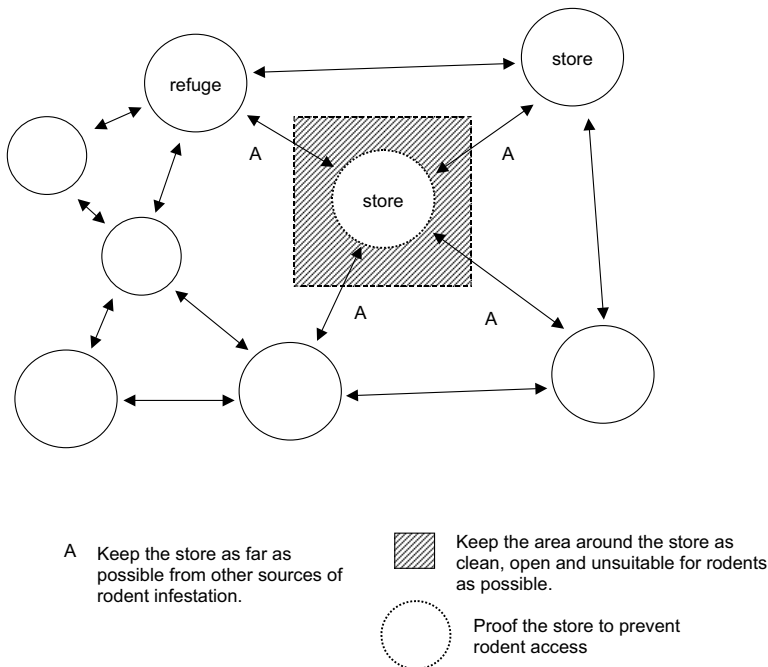 store
refuge
A
A
store
A
A
A
Keep the store as far as
possible from other sources of
rodent infestation.
Keep the area around the store as
clean, open and unsuitable for rodents
as possible.
Proof the store to prevent
rodent access